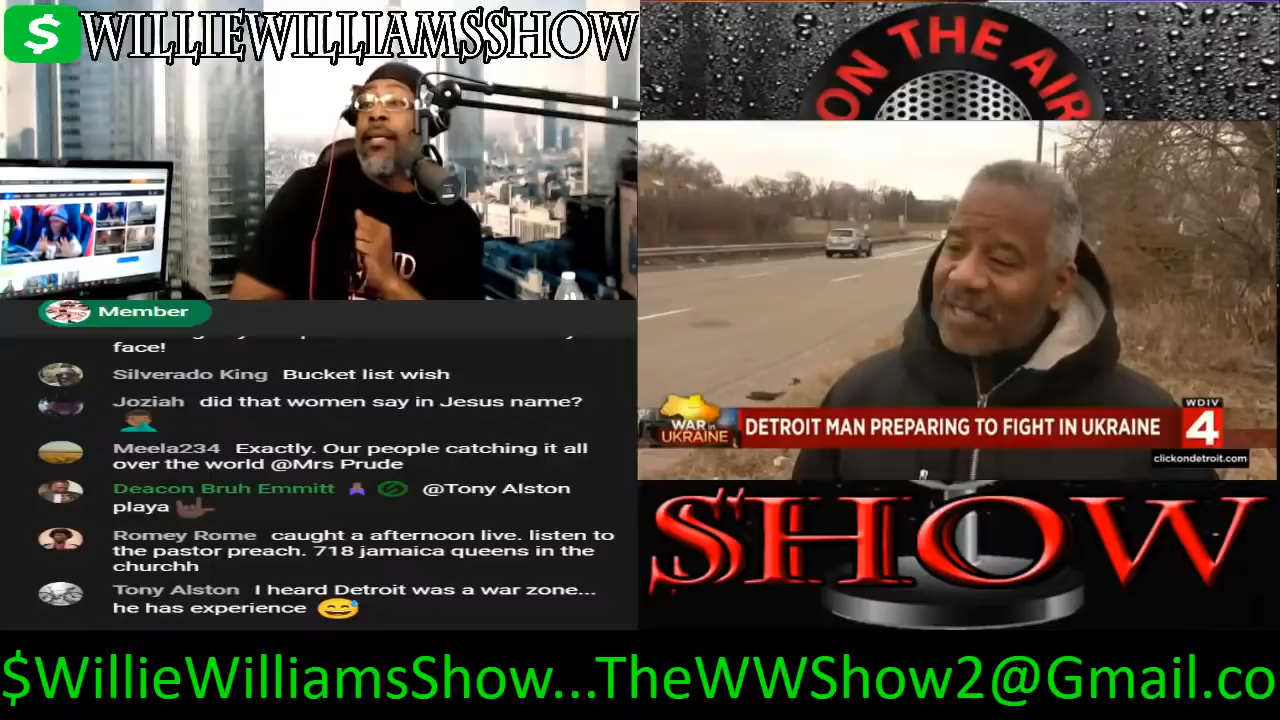 $ WILLIEWILLIAMSSHOW
ON THE AIR
Member
face!
Silverado King Bucket list wish
Joziah did that women say in Jesus name?
Meela234 Exactly. Our people catching it all
over the world @Mrs Prude
Deacon Bruh Emmitt @Tony Alston
playa
Romey Rome caught a afternoon live. listen to
the pastor preach. 718 jamaica queens in the
churchh
Tony Alston I heard Detroit was a war zone...
he has experience
WAR in
UKRAINE
DETROIT MAN PREPARING TO FIGHT IN UKRAINE
WDIV
4
clickondetroit.com
SHOW
$WillieWilliamsShow...TheWWShow2@Gmail.co